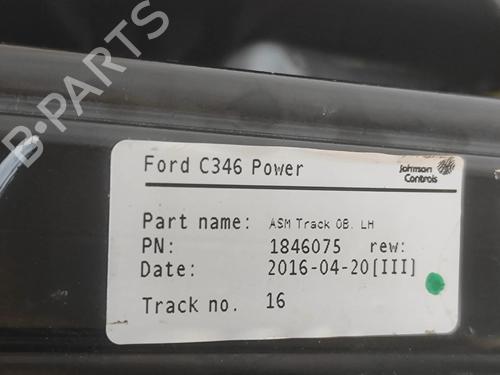 B-PARTS
Ford C346 Power
Johnson Controls
Part name: ASM Track OB. LH
PN: 1846075 rew:
Date: 2016-04-20[III]
Track no. 16